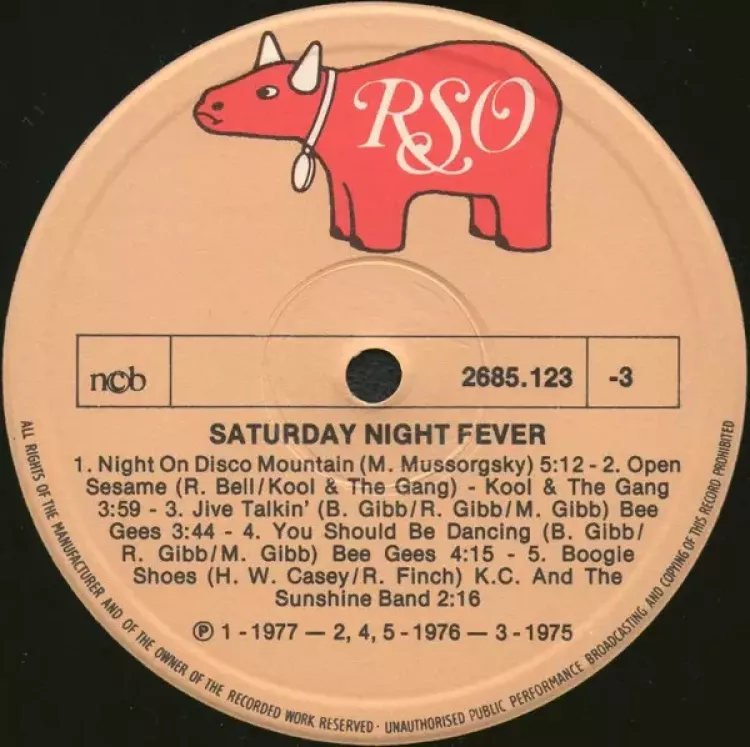 RSO
ncb
2685.123
-3
SATURDAY NIGHT FEVER
1. Night On Disco Mountain (M. Mussorgsky) 5:12 - 2. Open
Sesame (R. Bell/Kool & The Gang) - Kool & The Gang
3:59 - 3. Jive Talkin' (B. Gibb/R. Gibb/M. Gibb) Bee
Gees 3:44 - 4. You Should Be Dancing (B. Gibb/
R. Gibb/M. Gibb) Bee Gees 4:15 - 5. Boogie
Shoes (H. W. Casey/R. Finch) K.C. And The
Sunshine Band 2:16
℗ 1 - 1977 — 2, 4, 5 - 1976 — 3 - 1975
ALL RIGHTS OF THE MANUFACTURER AND OF THE OWNER OF THE RECORDED WORK RESERVED · UNAUTHORISED PUBLIC PERFORMANCE BROADCASTING AND COPYING OF THIS RECORD PROHIBITED